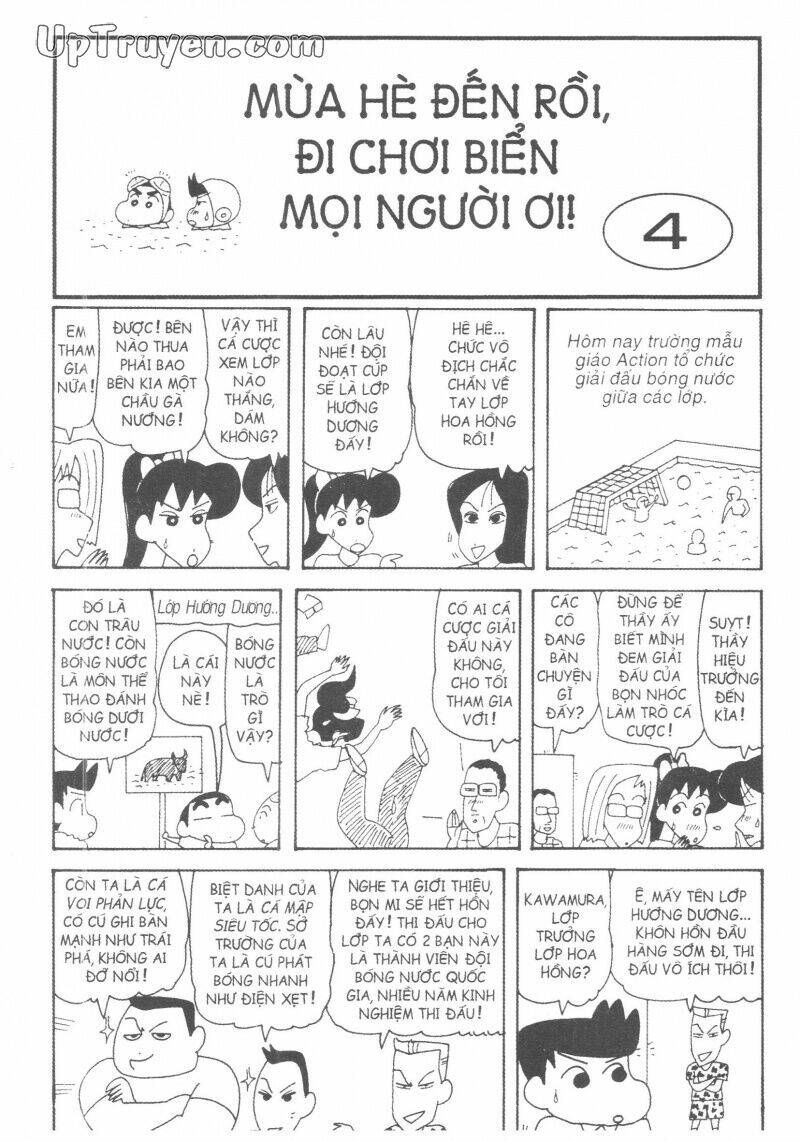 UpTruyen.com
MÙA HÈ ĐẾN RỒI,
ĐI CHƠI BIỂN
MỌI NGƯỜI ƠI!
4
Hôm nay trường mẫu
giáo Action tổ chức
giải đấu bóng nước
giữa các lớp.
HÊ HÊ...
CHỨC VÔ
ĐỊCH CHẮC
CHẮN VỀ
TAY LỚP
HOA HỒNG
RỒI!
CÒN LÂU
NHÉ! ĐỘI
ĐOẠT CÚP
SẼ LÀ LỚP
HƯỚNG
DƯƠNG
ĐẤY!
VẬY THÌ
CÁ CƯỢC
XEM LỚP
NÀO
THẮNG,
DÁM
KHÔNG?
ĐƯỢC! BÊN
NÀO THUA
PHẢI BAO
BÊN KIA MỘT
CHẦU GÀ
NƯỚNG!
EM
THAM
GIA
NỮA!
SUỴT!
THẦY
HIỆU
TRƯỞNG
ĐẾN
KÌA!
ĐỪNG ĐỂ
THẦY ẤY
BIẾT MÌNH
ĐEM GIẢI
ĐẤU CỦA
BỌN NHÓC
LÀM TRÒ CÁ
CƯỢC!
CÁC
CÔ
ĐANG
BÀN
CHUYỆN
GÌ
ĐẤY?
CÓ AI CÁ
CƯỢC GIẢI
ĐẤU NÀY
KHÔNG,
CHO TÔI
THAM GIA
VỚI!
Lớp Hướng Dương..
BÓNG
NƯỚC
LÀ
TRÒ
GÌ
VẬY?
LÀ CÁI
NÀY
NÈ!
ĐÓ LÀ
CON TRÂU
NƯỚC! CÒN
BÓNG NƯỚC
LÀ MÔN THỂ
THAO ĐÁNH
BÓNG DƯỚI
NƯỚC!
Ê, MẤY TÊN LỚP
HƯỚNG DƯƠNG...
KHÔN HỒN ĐẦU
HÀNG SỚM ĐI, THI
ĐẤU VÔ ÍCH THÔI!
KAWAMURA,
LỚP
TRƯỞNG
LỚP HOA
HỒNG?
NGHE TA GIỚI THIỆU,
BỌN MI SẼ HẾT HỒN
ĐẤY! THI ĐẤU CHO
LỚP TA CÓ 2 BẠN NÀY
LÀ THÀNH VIÊN ĐỘI
BÓNG NƯỚC QUỐC
GIA, NHIỀU NĂM KINH
NGHIỆM THI ĐẤU!
BIỆT DANH CỦA
TA LÀ CÁ MẬP
SIÊU TỐC. SỞ
TRƯỜNG CỦA
TA LÀ CÚ PHÁT
BÓNG NHANH
NHƯ ĐIỆN XẸT!
CÒN TA LÀ CÁ
VOI PHẢN LỰC,
CÓ CÚ GHI BÀN
MẠNH NHƯ TRÁI
PHÁ, KHÔNG AI
ĐỠ NỔI!